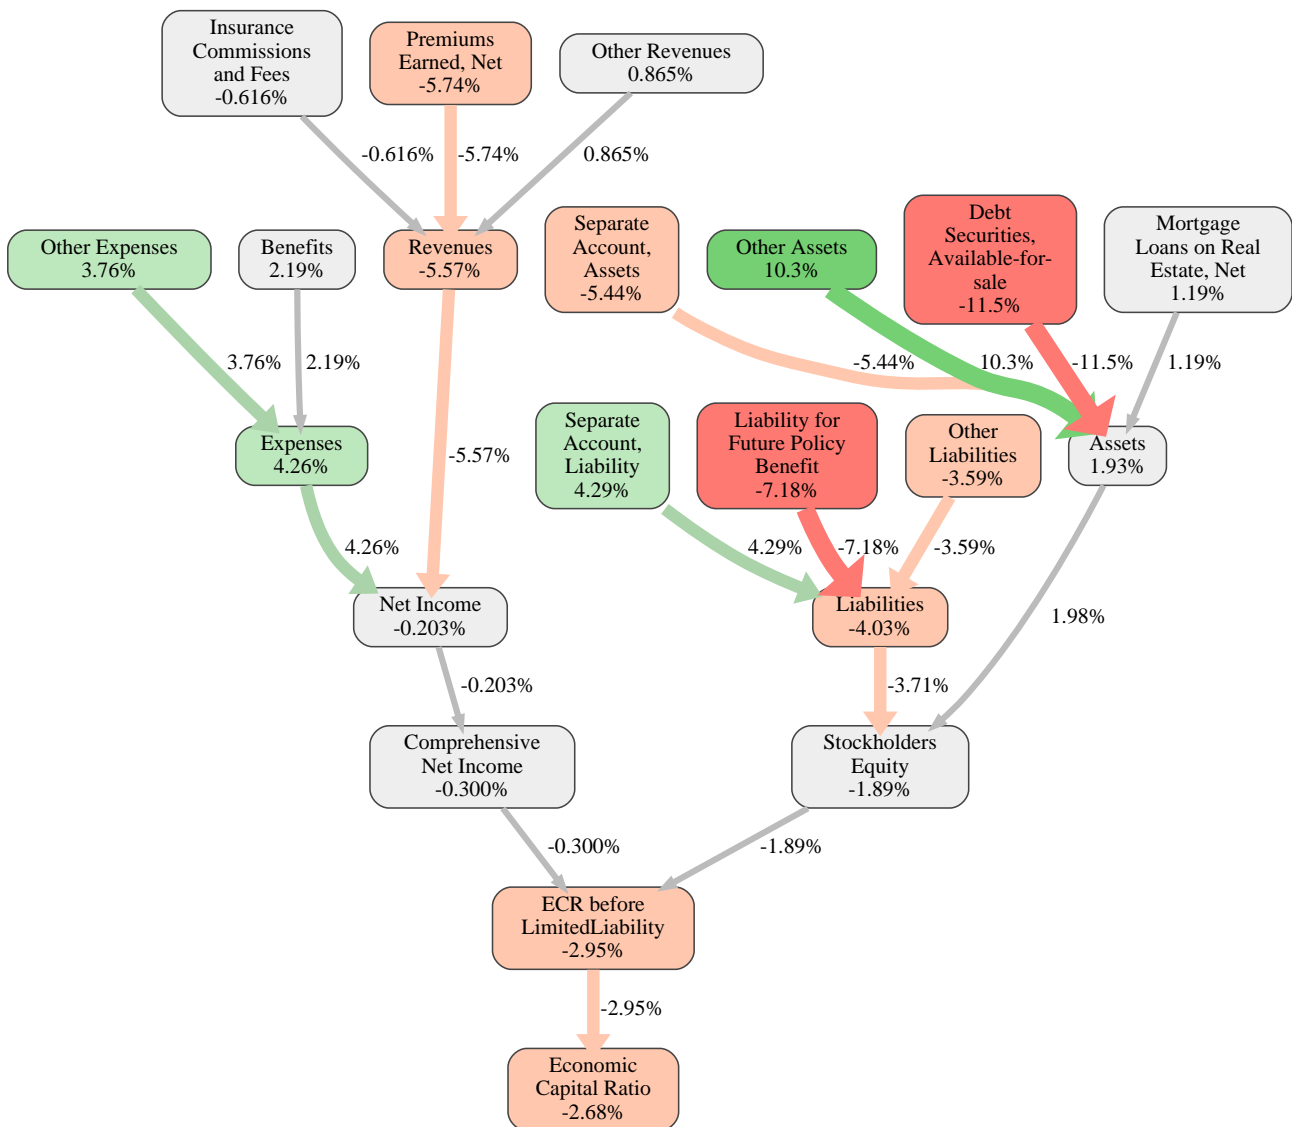 Insurance
Commissions
and Fees
-0.616%
Premiums
Earned, Net
-5.74%
Other Revenues
0.865%
-0.616%
-5.74%
0.865%
Other Expenses
3.76%
Benefits
2.19%
Revenues
-5.57%
Separate
Account,
Assets
-5.44%
Other Assets
10.3%
Debt
Securities,
Available-for-
sale
-11.5%
Mortgage
Loans on Real
Estate, Net
1.19%
3.76%
2.19%
-5.44%
10.3%
-11.5%
1.19%
Expenses
4.26%
-5.57%
Separate
Account,
Liability
4.29%
Liability for
Future Policy
Benefit
-7.18%
Other
Liabilities
-3.59%
Assets
1.93%
4.26%
4.29%
-7.18%
-3.59%
Net Income
-0.203%
Liabilities
-4.03%
1.98%
-0.203%
-3.71%
Comprehensive
Net Income
-0.300%
Stockholders
Equity
-1.89%
-0.300%
-1.89%
ECR before
LimitedLiability
-2.95%
-2.95%
Economic
Capital Ratio
-2.68%